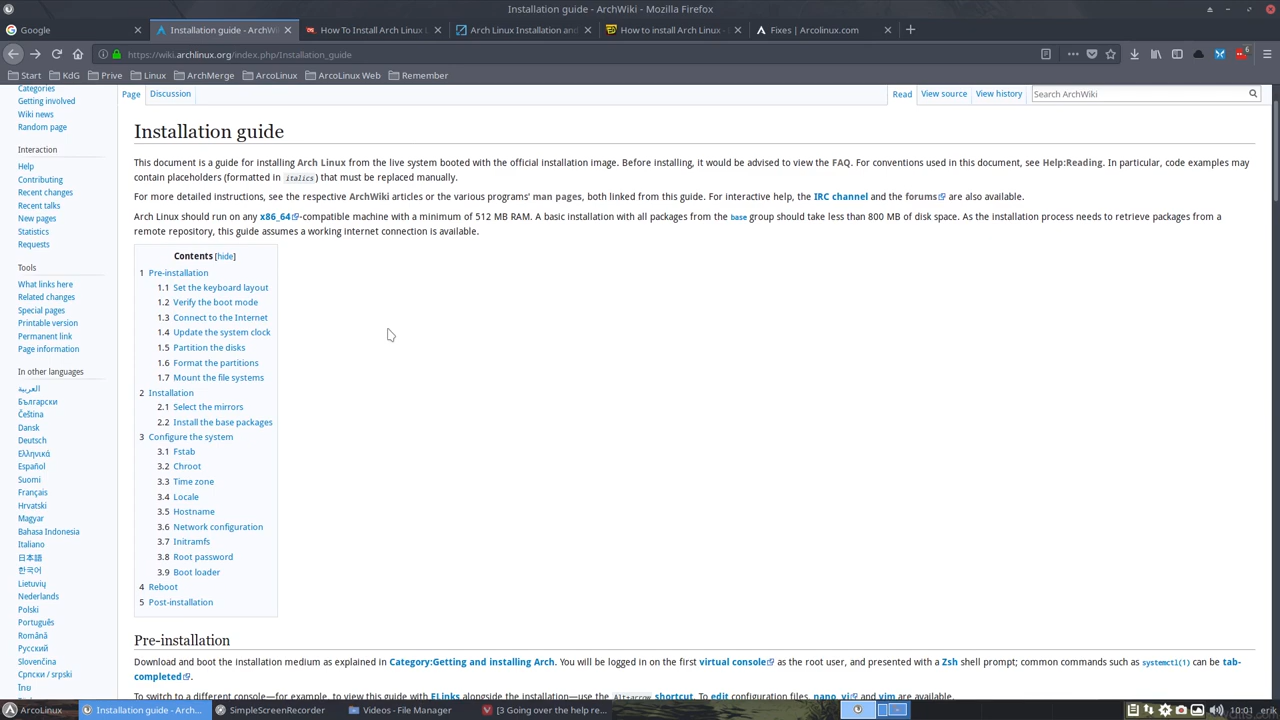 Installation guide - ArchWiki - Mozilla Firefox
Google
Installation guide - ArchWi
How To Install Arch Linux
Arch Linux Installation and
How to install Arch Linux -
Fixes | Arcolinux.com
https://wiki.archlinux.org/index.php/Installation_guide
6
Start KdG Prive Linux ArchMerge ArcoLinux ArcoLinux Web Remember
Categories
Getting involved
Wiki news
Random page
Interaction
Help
Contributing
Recent changes
Recent talks
New pages
Statistics
Requests
Tools
What links here
Related changes
Special pages
Printable version
Permanent link
Page information
In other languages
العربية
Български
Čeština
Dansk
Deutsch
Ελληνικά
Español
Suomi
Français
Hrvatski
Magyar
Bahasa Indonesia
Italiano
日本語
한국어
Lietuvių
Nederlands
Polski
Português
Română
Русский
Slovenčina
Српски / srpski
ไทย
Page Discussion Read View source View history Search ArchWiki
Installation guide
This document is a guide for installing Arch Linux from the live system booted with the official installation image. Before installing, it would be advised to view the FAQ. For conventions used in this document, see Help:Reading. In particular, code examples may
contain placeholders (formatted in italics) that must be replaced manually.
For more detailed instructions, see the respective ArchWiki articles or the various programs' man pages, both linked from this guide. For interactive help, the IRC channel and the forums are also available.
Arch Linux should run on any x86_64-compatible machine with a minimum of 512 MB RAM. A basic installation with all packages from the base group should take less than 800 MB of disk space. As the installation process needs to retrieve packages from a
remote repository, this guide assumes a working internet connection is available.
Contents [hide]
1 Pre-installation
1.1 Set the keyboard layout
1.2 Verify the boot mode
1.3 Connect to the Internet
1.4 Update the system clock
1.5 Partition the disks
1.6 Format the partitions
1.7 Mount the file systems
2 Installation
2.1 Select the mirrors
2.2 Install the base packages
3 Configure the system
3.1 Fstab
3.2 Chroot
3.3 Time zone
3.4 Locale
3.5 Hostname
3.6 Network configuration
3.7 Initramfs
3.8 Root password
3.9 Boot loader
4 Reboot
5 Post-installation
Pre-installation
Download and boot the installation medium as explained in Category:Getting and installing Arch. You will be logged in on the first virtual console as the root user, and presented with a Zsh shell prompt; common commands such as systemctl(1) can be tab-
completed.
To switch to a different console—for example, to view this guide with ELinks alongside the installation—use the Alt+arrow shortcut. To edit configuration files, nano, vi and vim are available.
ArcoLinux
Installation guide - Arch...
SimpleScreenRecorder
Videos - File Manager
[3 Going over the help re...
10:01 erik